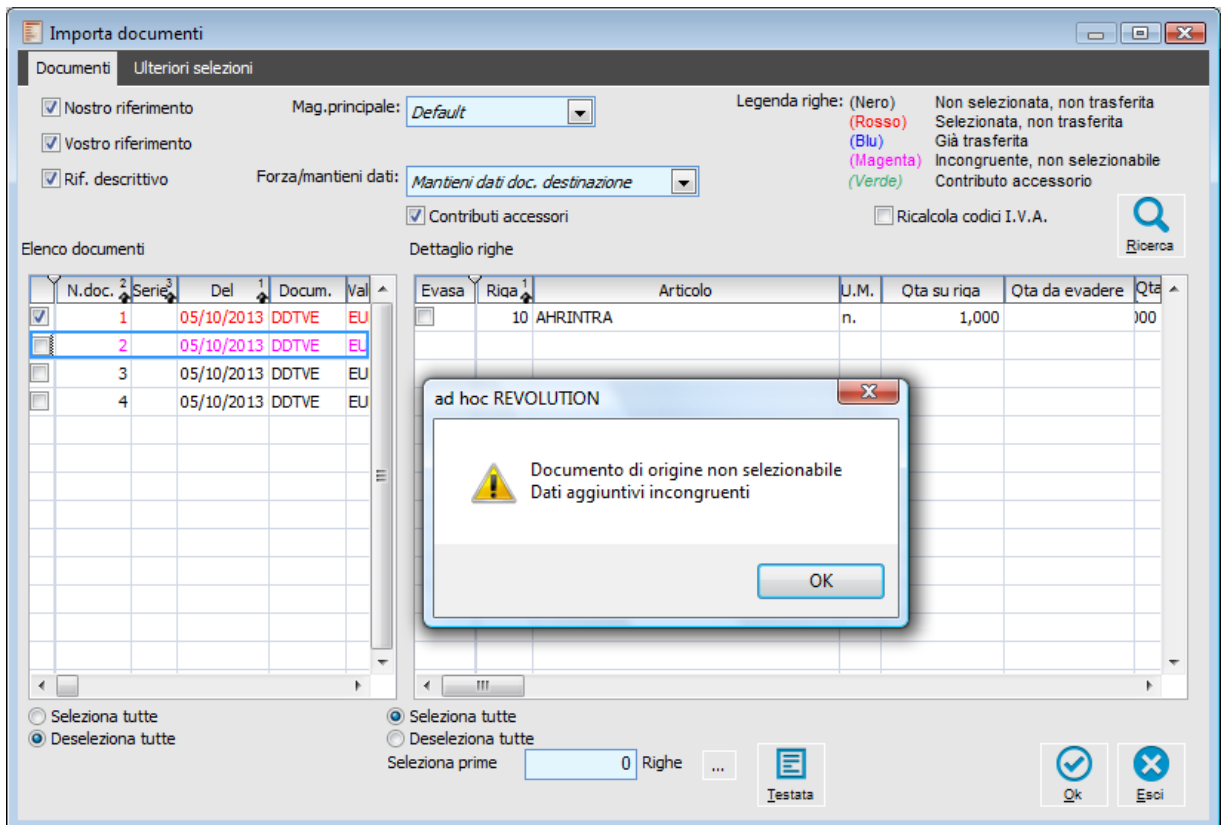 Importa documenti
Documenti Ulteriori selezioni
Nostro riferimento Mag.principale: Default Legenda righe: (Nero) Non selezionata, non trasferita
(Rosso) Selezionata, non trasferita
Vostro riferimento (Blu) Già trasferita
(Magenta) Incongruente, non selezionabile
Rif. descrittivo Forza/mantieni dati: Mantieni dati doc. destinazione (Verde) Contributo accessorio
Contributi accessori Ricalcola codici I.V.A.
Elenco documenti Dettaglio righe Ricerca
N.doc. 2 Serie 3 Del 1 Docum. Val Evasa Riga 1 Articolo U.M. Qta su riga Qta da evadere Qta
1 05/10/2013 DDTVE EU 10 AHRINTRA n. 1,000 000
2 05/10/2013 DDTVE EU
3 05/10/2013 DDTVE EU
4 05/10/2013 DDTVE EU
ad hoc REVOLUTION
Documento di origine non selezionabile
Dati aggiuntivi incongruenti
OK
Seleziona tutte Seleziona tutte
Deseleziona tutte Deseleziona tutte
Seleziona prime 0 Righe ...
Testata Ok Esci